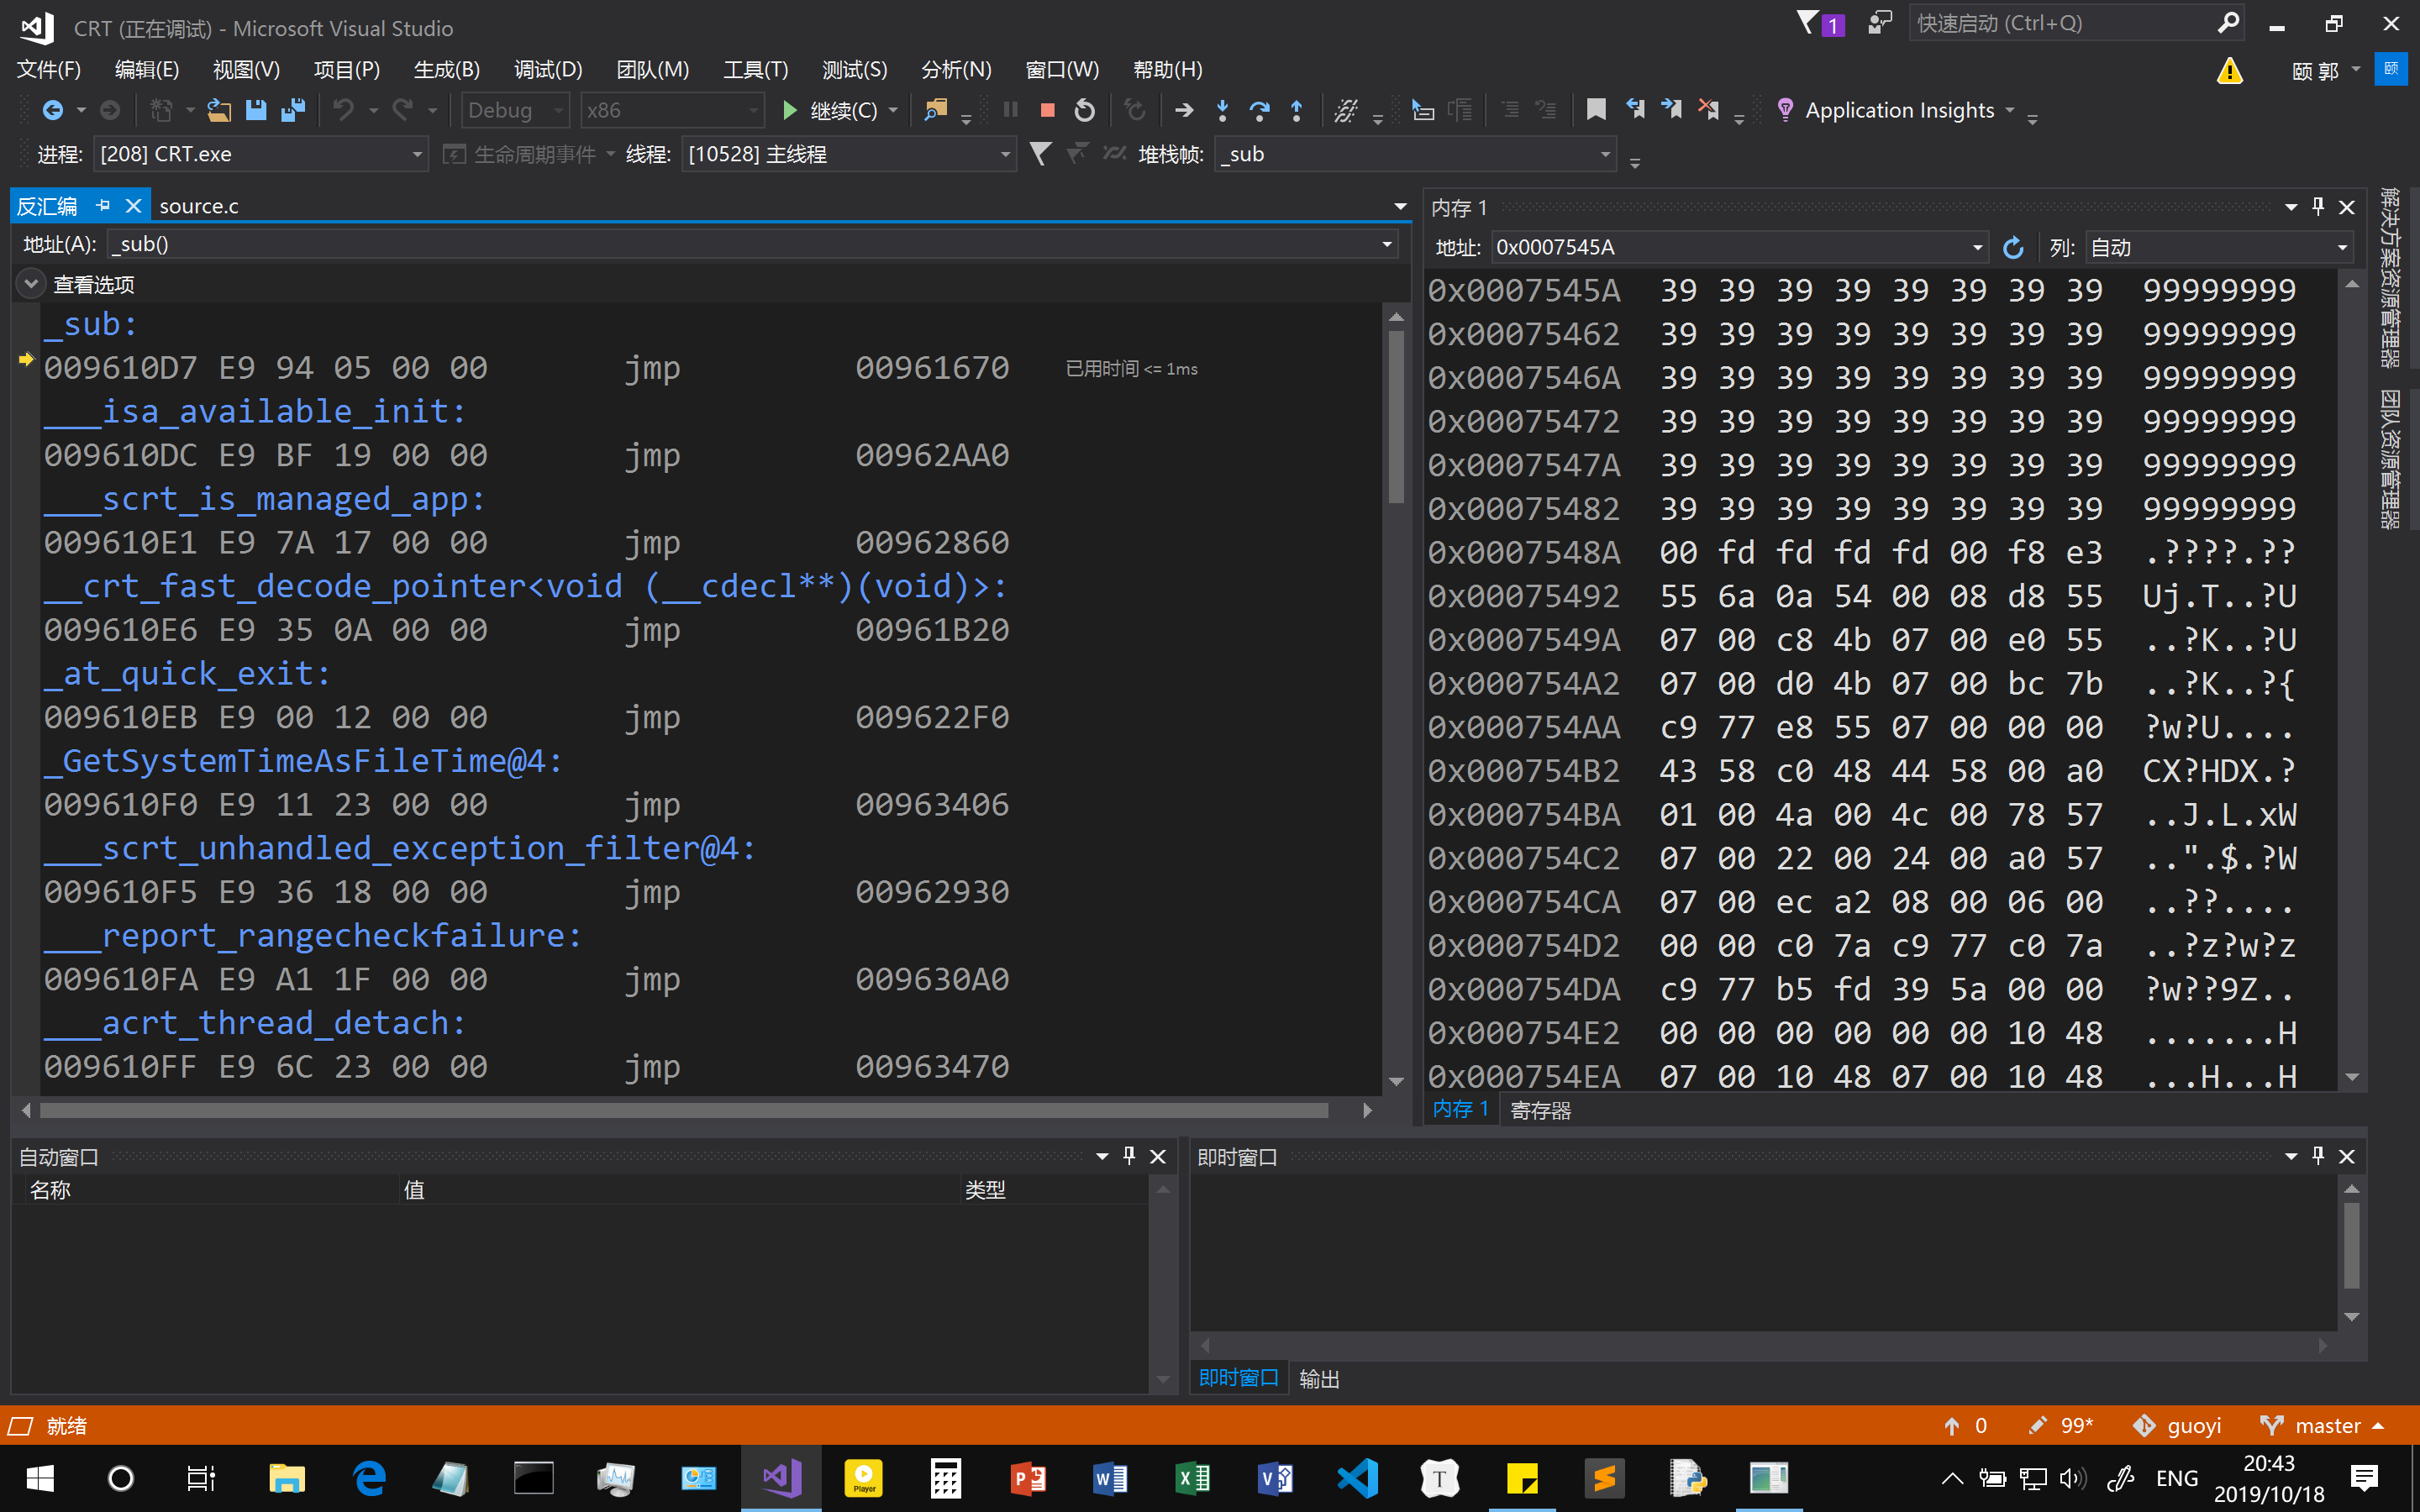 CRT (正在调试) - Microsoft Visual Studio
1
快速启动 (Ctrl+Q)
文件(F) 编辑(E) 视图(V) 项目(P) 生成(B) 调试(D) 团队(M) 工具(T) 测试(S) 分析(N) 窗口(W) 帮助(H)
颐 郭
颐
Debug x86 继续(C) Application Insights
进程: [208] CRT.exe 生命周期事件 线程: [10528] 主线程 堆栈帧: _sub
反汇编 source.c
地址(A): _sub()
查看选项
_sub:
009610D7 E9 94 05 00 00 jmp 00961670 已用时间 <= 1ms
___isa_available_init:
009610DC E9 BF 19 00 00 jmp 00962AA0
___scrt_is_managed_app:
009610E1 E9 7A 17 00 00 jmp 00962860
__crt_fast_decode_pointer<void (__cdecl**)(void)>:
009610E6 E9 35 0A 00 00 jmp 00961B20
_at_quick_exit:
009610EB E9 00 12 00 00 jmp 009622F0
_GetSystemTimeAsFileTime@4:
009610F0 E9 11 23 00 00 jmp 00963406
___scrt_unhandled_exception_filter@4:
009610F5 E9 36 18 00 00 jmp 00962930
___report_rangecheckfailure:
009610FA E9 A1 1F 00 00 jmp 009630A0
___acrt_thread_detach:
009610FF E9 6C 23 00 00 jmp 00963470
内存 1
地址: 0x0007545A 列: 自动
0x0007545A 39 39 39 39 39 39 39 39 99999999
0x00075462 39 39 39 39 39 39 39 39 99999999
0x0007546A 39 39 39 39 39 39 39 39 99999999
0x00075472 39 39 39 39 39 39 39 39 99999999
0x0007547A 39 39 39 39 39 39 39 39 99999999
0x00075482 39 39 39 39 39 39 39 39 99999999
0x0007548A 00 fd fd fd fd 00 f8 e3 .????.??
0x00075492 55 6a 0a 54 00 08 d8 55 Uj.T..?U
0x0007549A 07 00 c8 4b 07 00 e0 55 ..?K..?U
0x000754A2 07 00 d0 4b 07 00 bc 7b ..?K..?{
0x000754AA c9 77 e8 55 07 00 00 00 ?w?U....
0x000754B2 43 58 c0 48 44 58 00 a0 CX?HDX.?
0x000754BA 01 00 4a 00 4c 00 78 57 ..J.L.xW
0x000754C2 07 00 22 00 24 00 a0 57 ..".$.?W
0x000754CA 07 00 ec a2 08 00 06 00 ..??....
0x000754D2 00 00 c0 7a c9 77 c0 7a ..?z?w?z
0x000754DA c9 77 b5 fd 39 5a 00 00 ?w??9Z..
0x000754E2 00 00 00 00 00 00 10 48 .......H
0x000754EA 07 00 10 48 07 00 10 48 ...H...H
内存 1 寄存器
解决方案资源管理器
团队资源管理器
自动窗口
名称 值 类型
即时窗口
即时窗口 输出
就绪 0 99* guoyi master
Player
P W X V T
ENG
20:43
2019/10/18